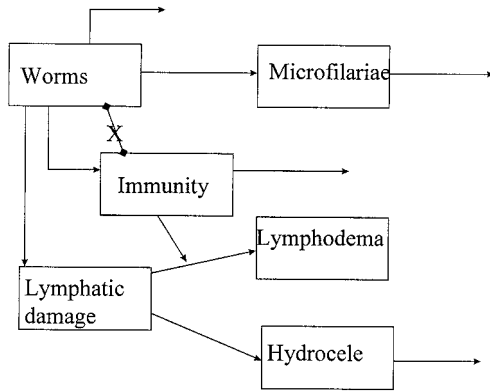 Worms
Microfilariae
X
Immunity
Lymphodema
Lymphatic
damage
Hydrocele